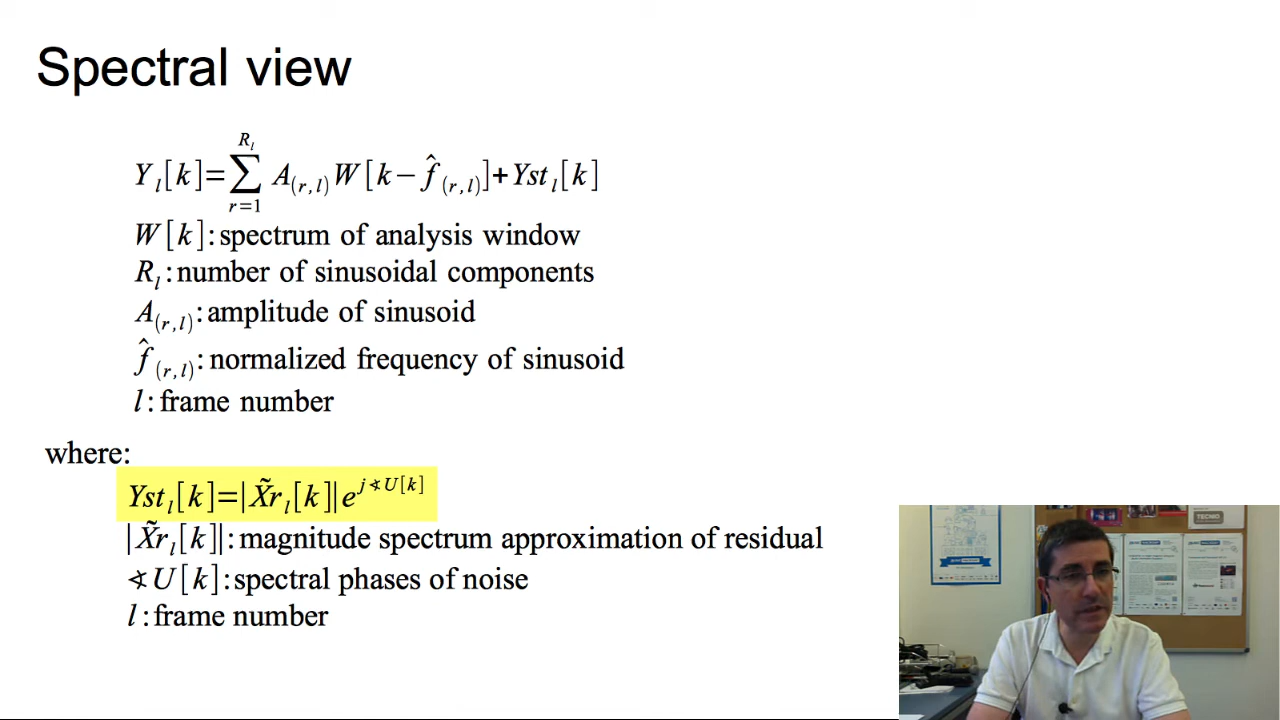 Spectral view
Y_l[k]=∑_{r=1}^{R_l} A_{(r,l)} W[k−f̂_{(r,l)}]+Yst_l[k]
W[k]: spectrum of analysis window
R_l: number of sinusoidal components
A_{(r,l)}: amplitude of sinusoid
f̂_{(r,l)}: normalized frequency of sinusoid
l: frame number
where:
Yst_l[k]=|X̃r_l[k]|e^{j∢U[k]}
|X̃r_l[k]|: magnitude spectrum approximation of residual
∢U[k]: spectral phases of noise
l: frame number
TECNIO